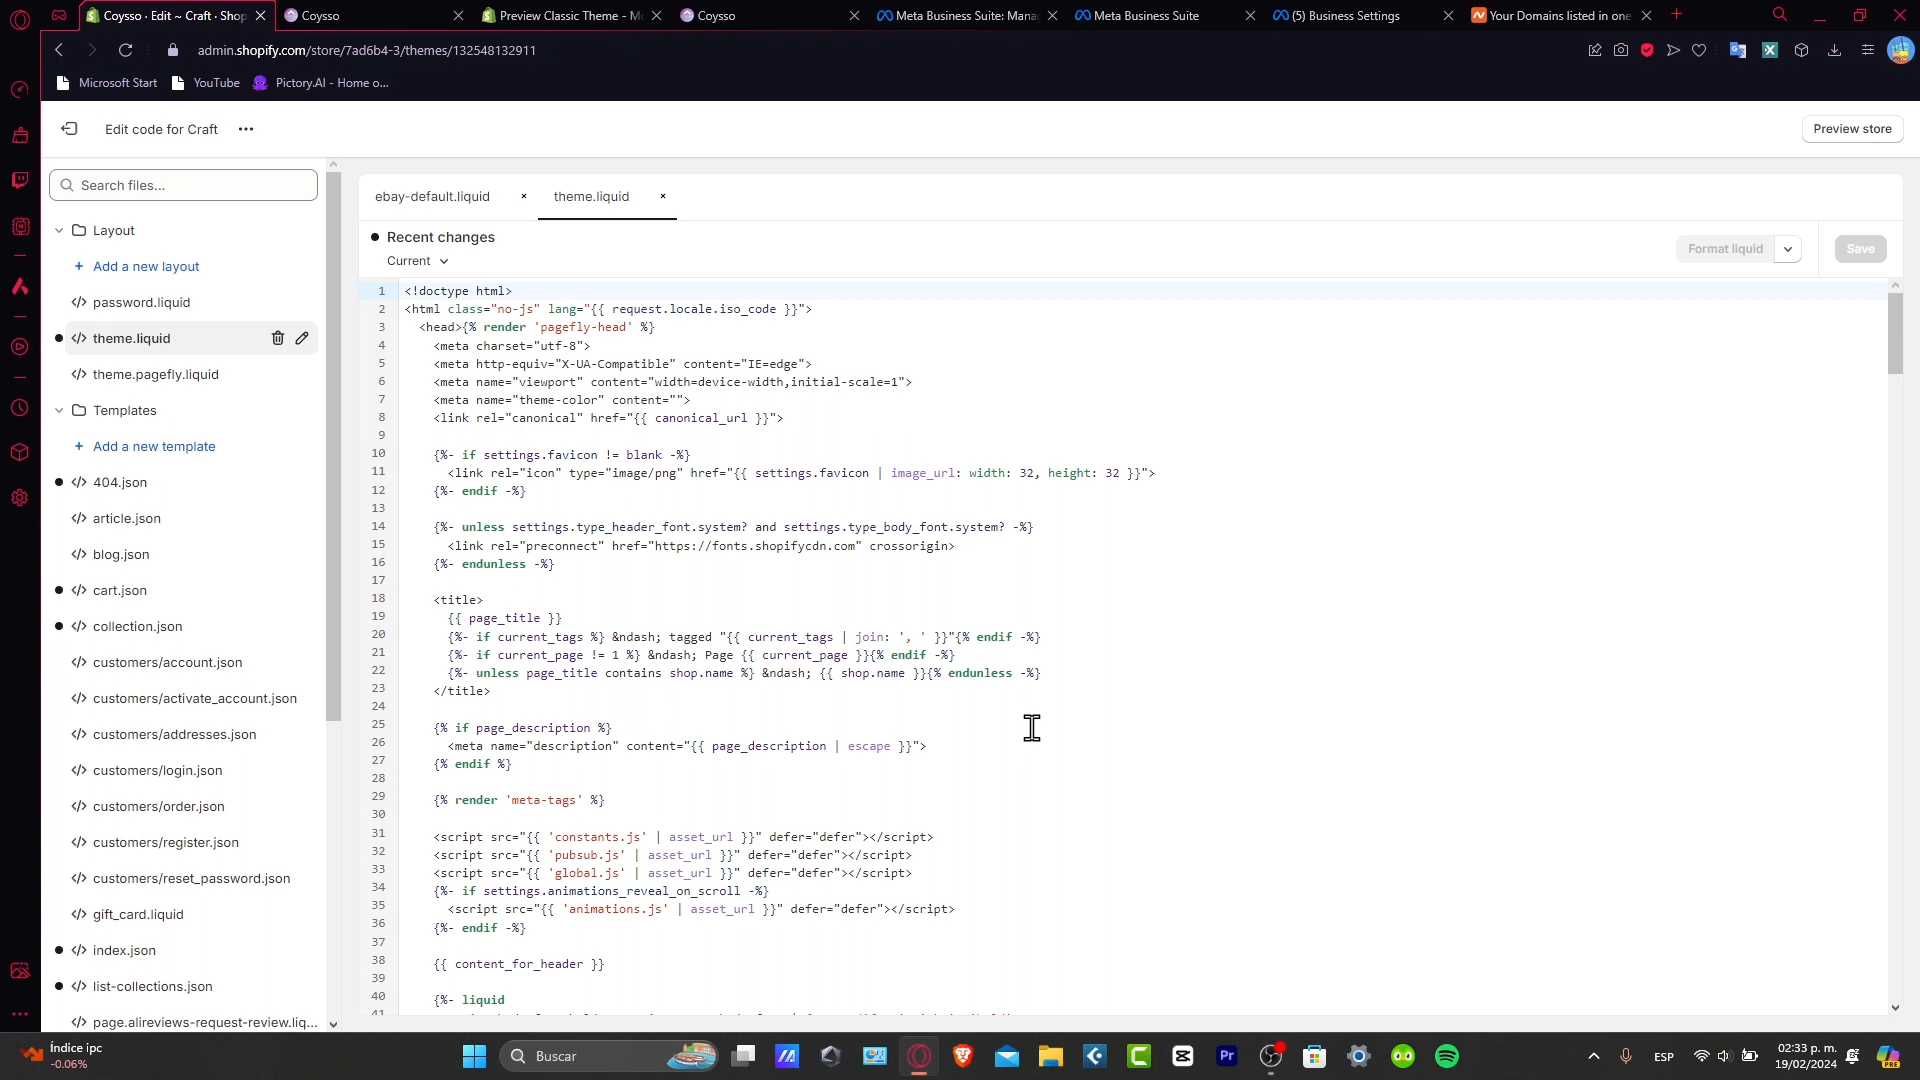 Coysso · Edit ~ Craft · Shop
Coysso
Preview Classic Theme - M
Coysso
Meta Business Suite: Mana
Meta Business Suite
(5) Business Settings
Your Domains listed in one
admin.shopify.com/store/7ad6b4-3/themes/132548132911
Microsoft Start
YouTube
Pictory.AI - Home o...
Edit code for Craft
Preview store
Search files...
Layout
+ Add a new layout
</> password.liquid
</> theme.liquid
</> theme.pagefly.liquid
Templates
+ Add a new template
</> 404.json
</> article.json
</> blog.json
</> cart.json
</> collection.json
</> customers/account.json
</> customers/activate_account.json
</> customers/addresses.json
</> customers/login.json
</> customers/order.json
</> customers/register.json
</> customers/reset_password.json
</> gift_card.liquid
</> index.json
</> list-collections.json
</> page.alireviews-request-review.liq...
ebay-default.liquid ×
theme.liquid ×
Recent changes
Current
Format liquid
Save
1 <!doctype html>
2 <html class="no-js" lang="{{ request.locale.iso_code }}">
3 <head>{% render 'pagefly-head' %}
4 <meta charset="utf-8">
5 <meta http-equiv="X-UA-Compatible" content="IE=edge">
6 <meta name="viewport" content="width=device-width,initial-scale=1">
7 <meta name="theme-color" content="">
8 <link rel="canonical" href="{{ canonical_url }}">
9
10 {%- if settings.favicon != blank -%}
11 <link rel="icon" type="image/png" href="{{ settings.favicon | image_url: width: 32, height: 32 }}">
12 {%- endif -%}
13
14 {%- unless settings.type_header_font.system? and settings.type_body_font.system? -%}
15 <link rel="preconnect" href="https://fonts.shopifycdn.com" crossorigin>
16 {%- endunless -%}
17
18 <title>
19 {{ page_title }}
20 {%- if current_tags %} &ndash; tagged "{{ current_tags | join: ', ' }}"{% endif -%}
21 {%- if current_page != 1 %} &ndash; Page {{ current_page }}{% endif -%}
22 {%- unless page_title contains shop.name %} &ndash; {{ shop.name }}{% endunless -%}
23 </title>
24
25 {% if page_description %}
26 <meta name="description" content="{{ page_description | escape }}">
27 {% endif %}
28
29 {% render 'meta-tags' %}
30
31 <script src="{{ 'constants.js' | asset_url }}" defer="defer"></script>
32 <script src="{{ 'pubsub.js' | asset_url }}" defer="defer"></script>
33 <script src="{{ 'global.js' | asset_url }}" defer="defer"></script>
34 {%- if settings.animations_reveal_on_scroll -%}
35 <script src="{{ 'animations.js' | asset_url }}" defer="defer"></script>
36 {%- endif -%}
37
38 {{ content_for_header }}
39
40 {%- liquid
41
Índice ipc
-0.06%
Buscar
Pr
ESP
02:33 p. m.
19/02/2024
PRE